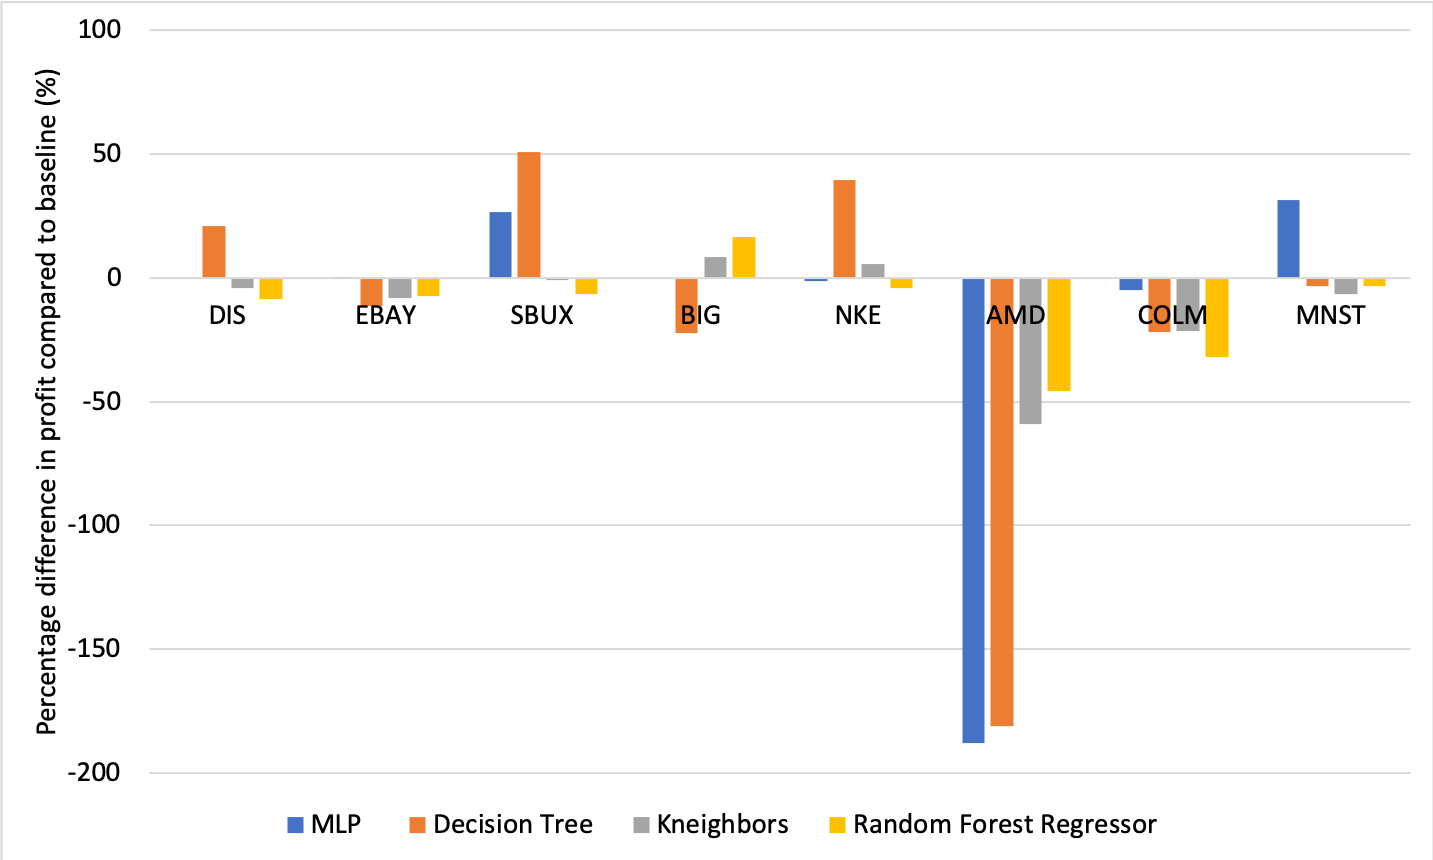 Percentage difference in profit compared to baseline (%)
100
50
0
-50
-100
-150
-200
DIS EBAY SBUX BIG NKE AMD COLM MNST
MLP Decision Tree Kneighbors Random Forest Regressor